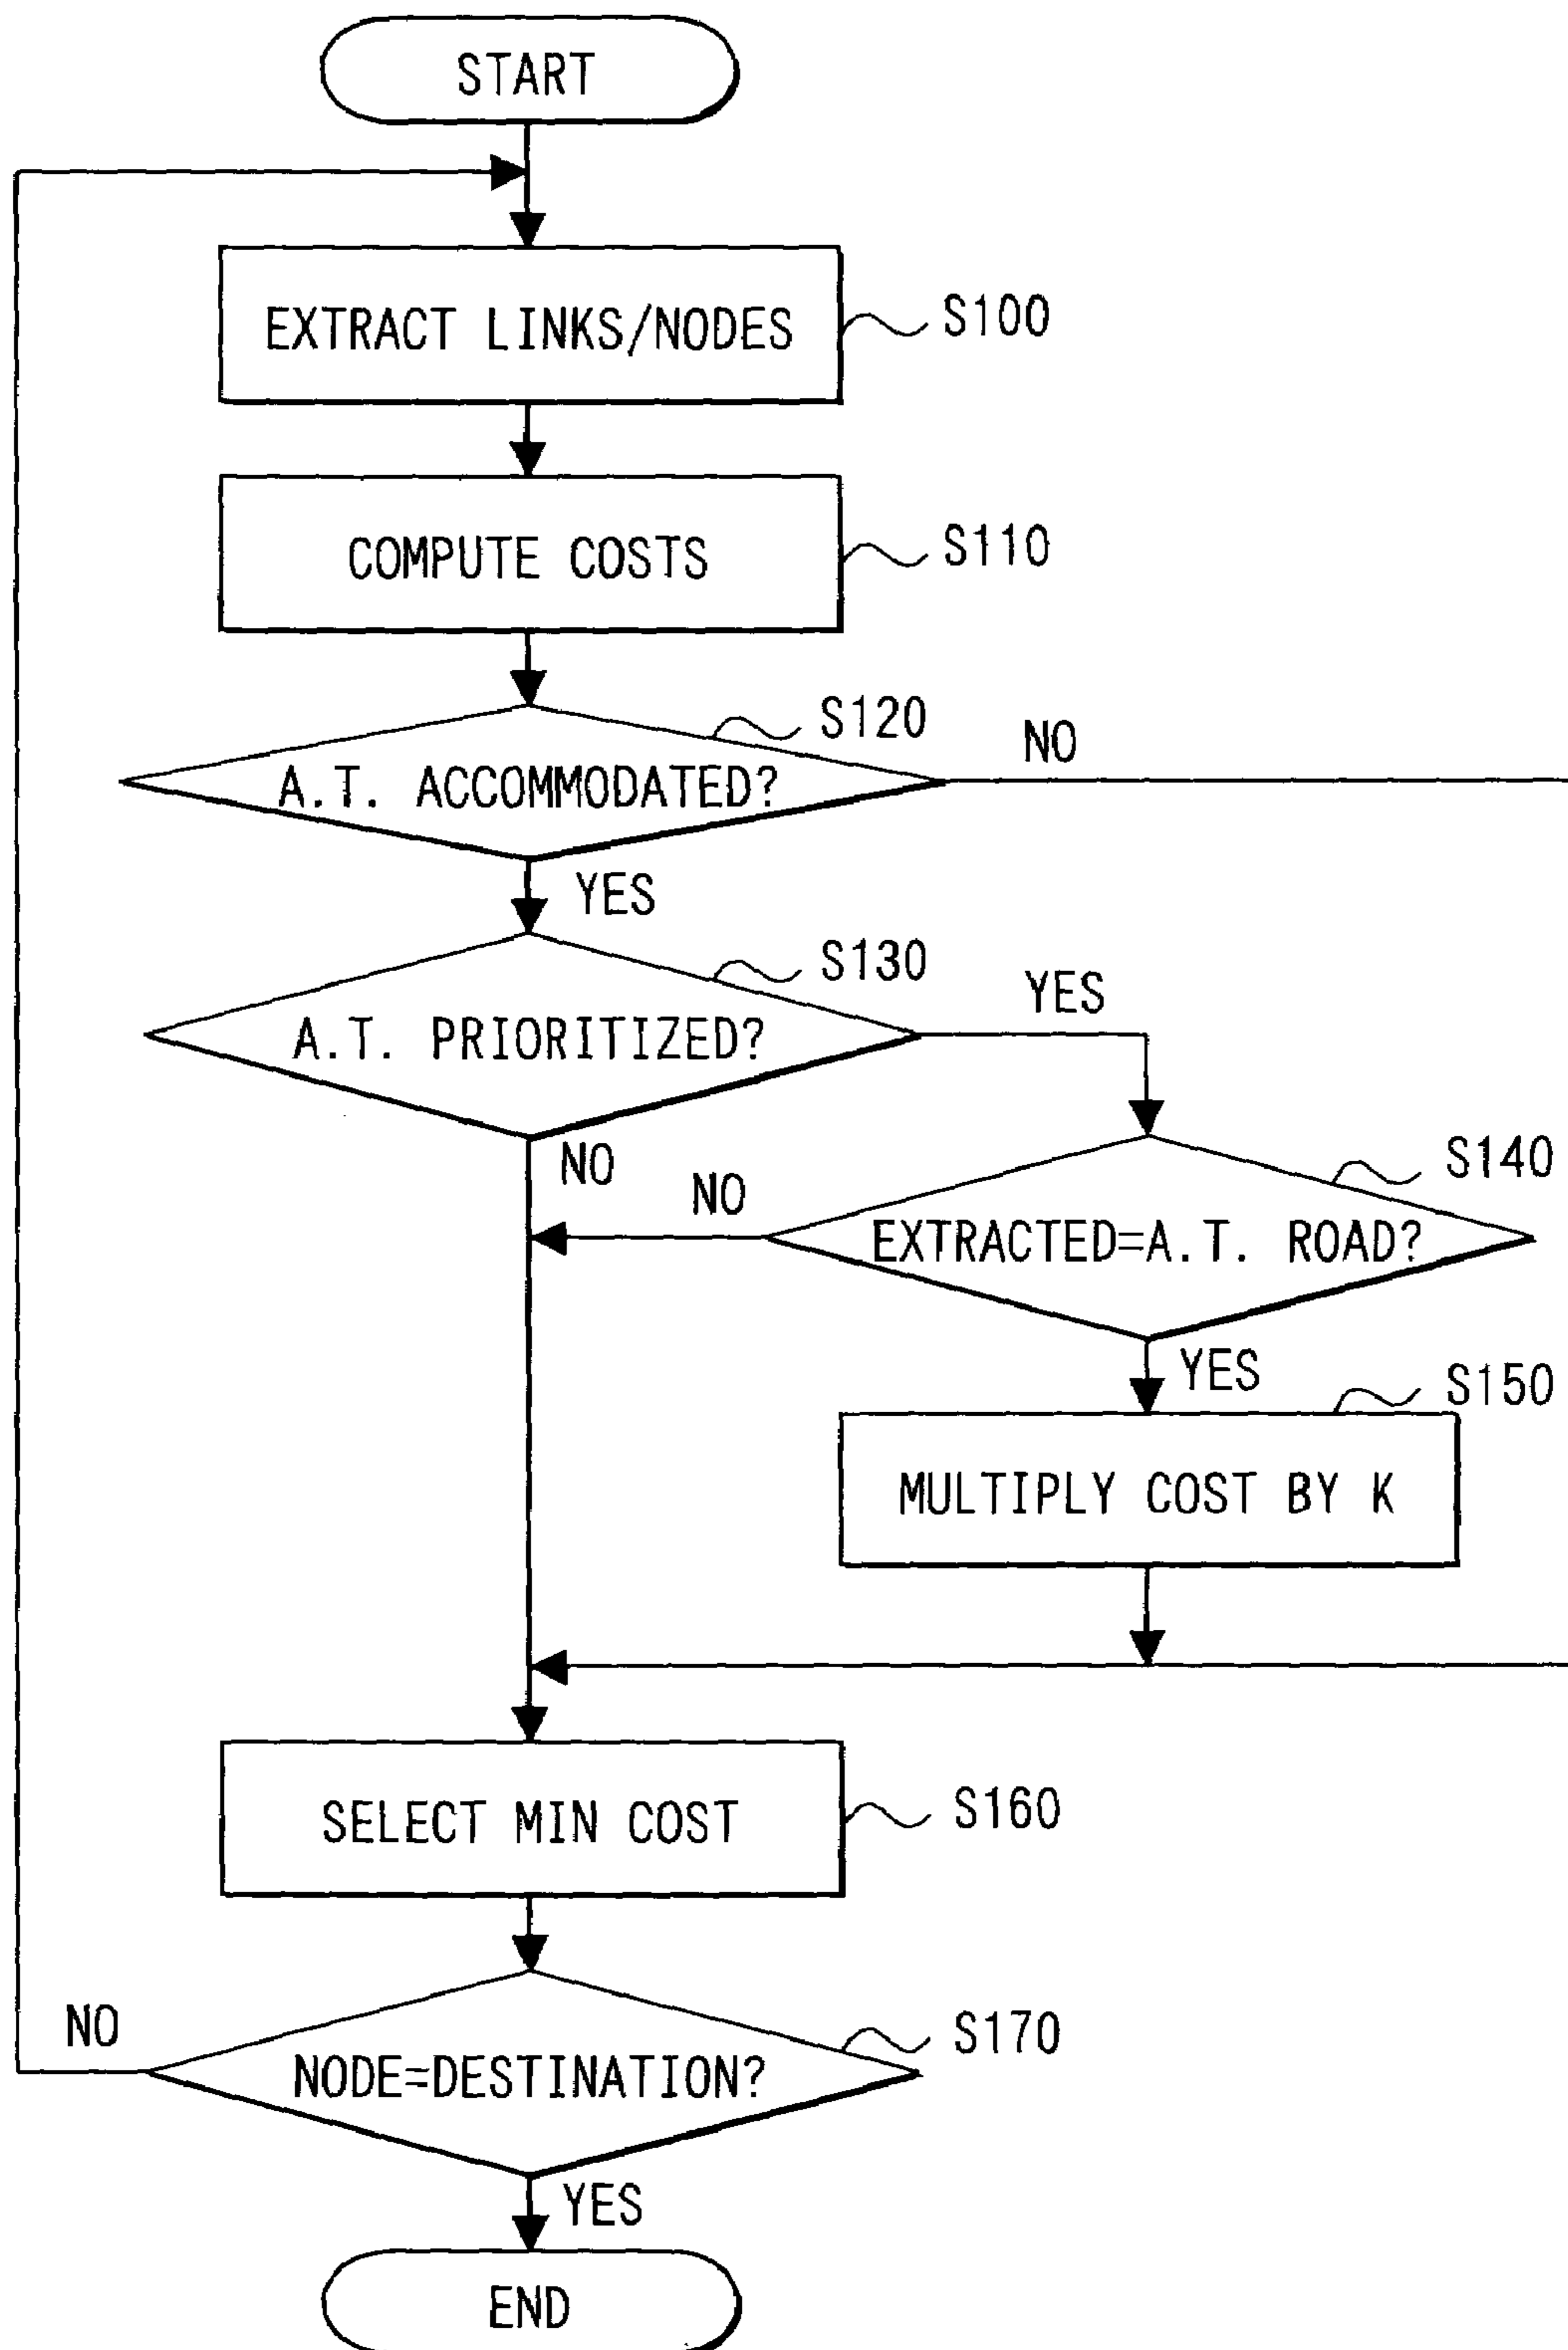 START
EXTRACT LINKS/NODES
S100
COMPUTE COSTS
S110
S120
NO
A.T. ACCOMMODATED?
YES
S130
YES
A.T. PRIORITIZED?
NO
NO
S140
EXTRACTED=A.T. ROAD?
YES
S150
MULTIPLY COST BY K
SELECT MIN COST
S160
NO
S170
NODE=DESTINATION?
YES
END